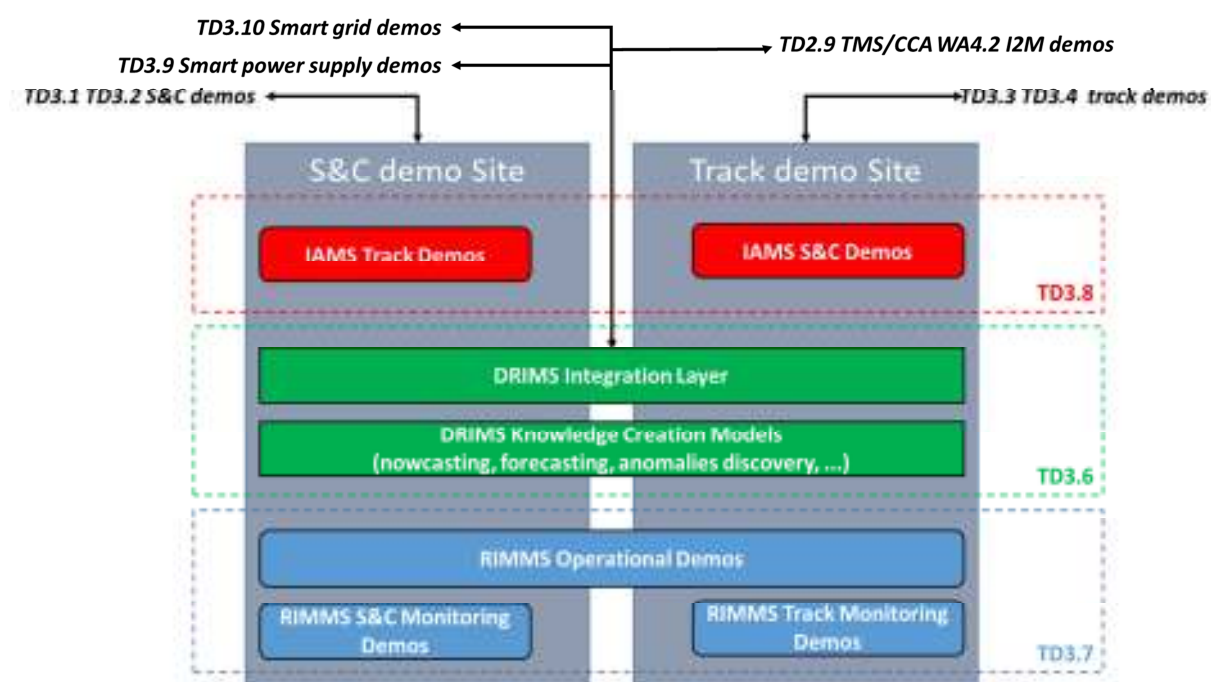 TD3.10 Smart grid demos
TD2.9 TMS/CCA WA4.2 I2M demos
TD3.9 Smart power supply demos
TD3.1 TD3.2 S&C demos
TD3.3 TD3.4 track demos
S&C demo Site
Track demo Site
IAMS Track Demos
IAMS S&C Demos
TD3.8
DRIMS Integration Layer
DRIMS Knowledge Creation Models
(nowcasting, forecasting, anomalies discovery, ...)
TD3.6
RIMMS Operational Demos
RIMMS S&C Monitoring
Demos
RIMMS Track Monitoring
Demos
TD3.7